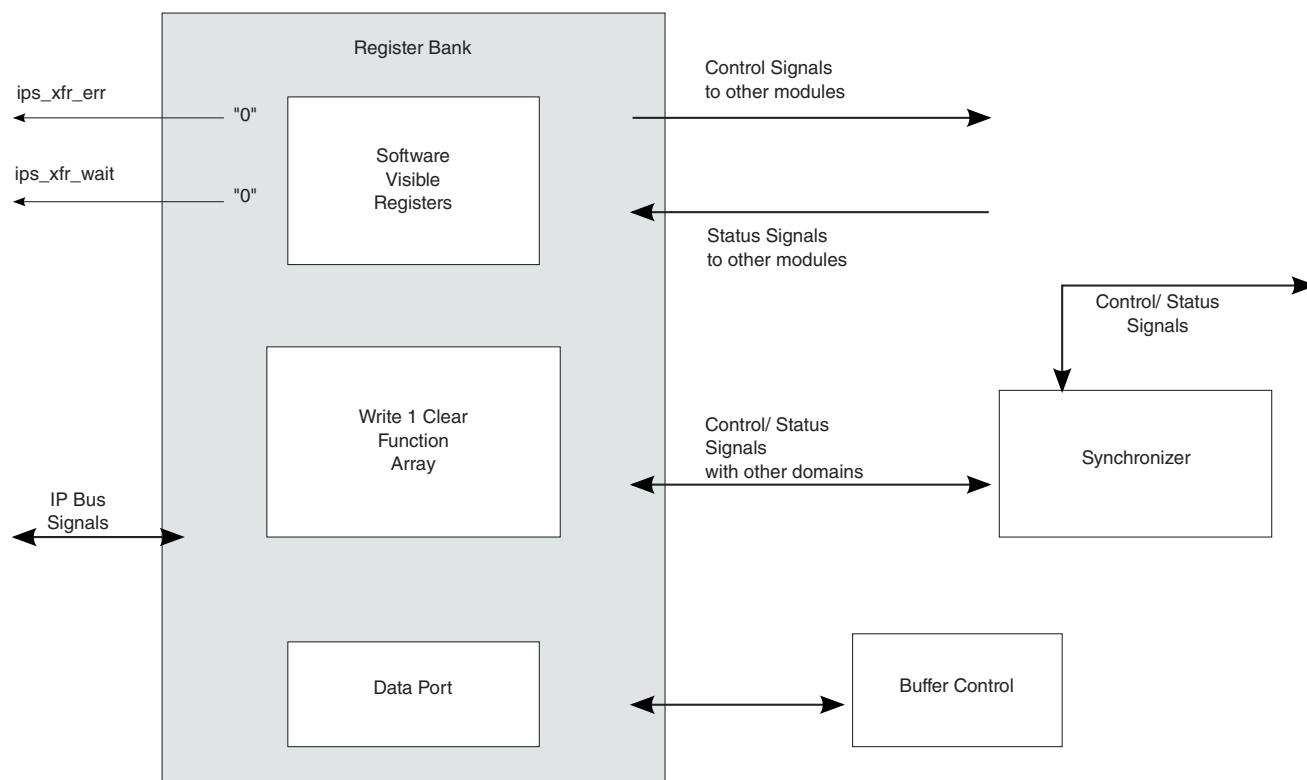 Register Bank
ips_xfr_err
"0"
ips_xfr_wait
"0"
Software
Visible
Registers
Control Signals
to other modules
Status Signals
to other modules
Control/ Status
Signals
Write 1 Clear
Function
Array
Control/ Status
Signals
with other domains
Synchronizer
IP Bus
Signals
Data Port
Buffer Control